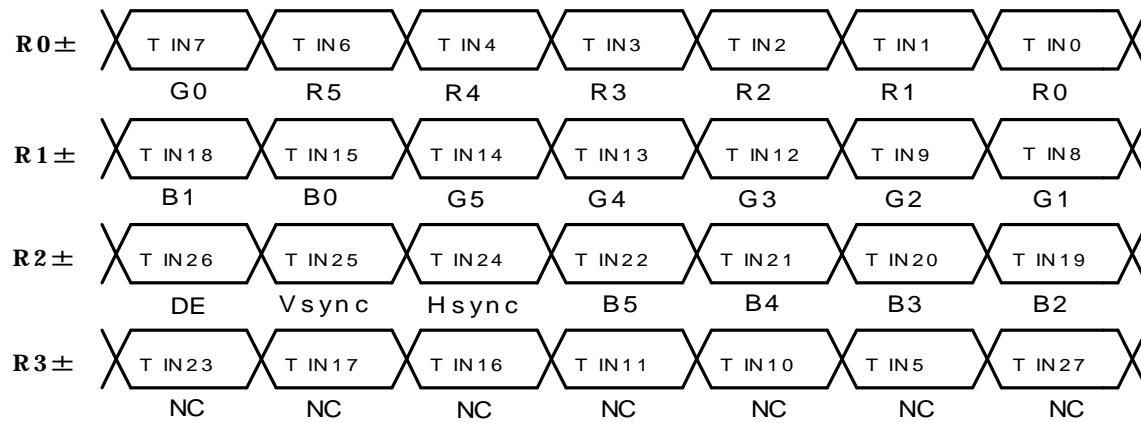 R0± T IN7 T IN6 T IN4 T IN3 T IN2 T IN1 T IN0
G0 R5 R4 R3 R2 R1 R0
R1± T IN18 T IN15 T IN14 T IN13 T IN12 T IN9 T IN8
B1 B0 G5 G4 G3 G2 G1
R2± T IN26 T IN25 T IN24 T IN22 T IN21 T IN20 T IN19
DE Vsync Hsync B5 B4 B3 B2
R3± T IN23 T IN17 T IN16 T IN11 T IN10 T IN5 T IN27
NC NC NC NC NC NC NC